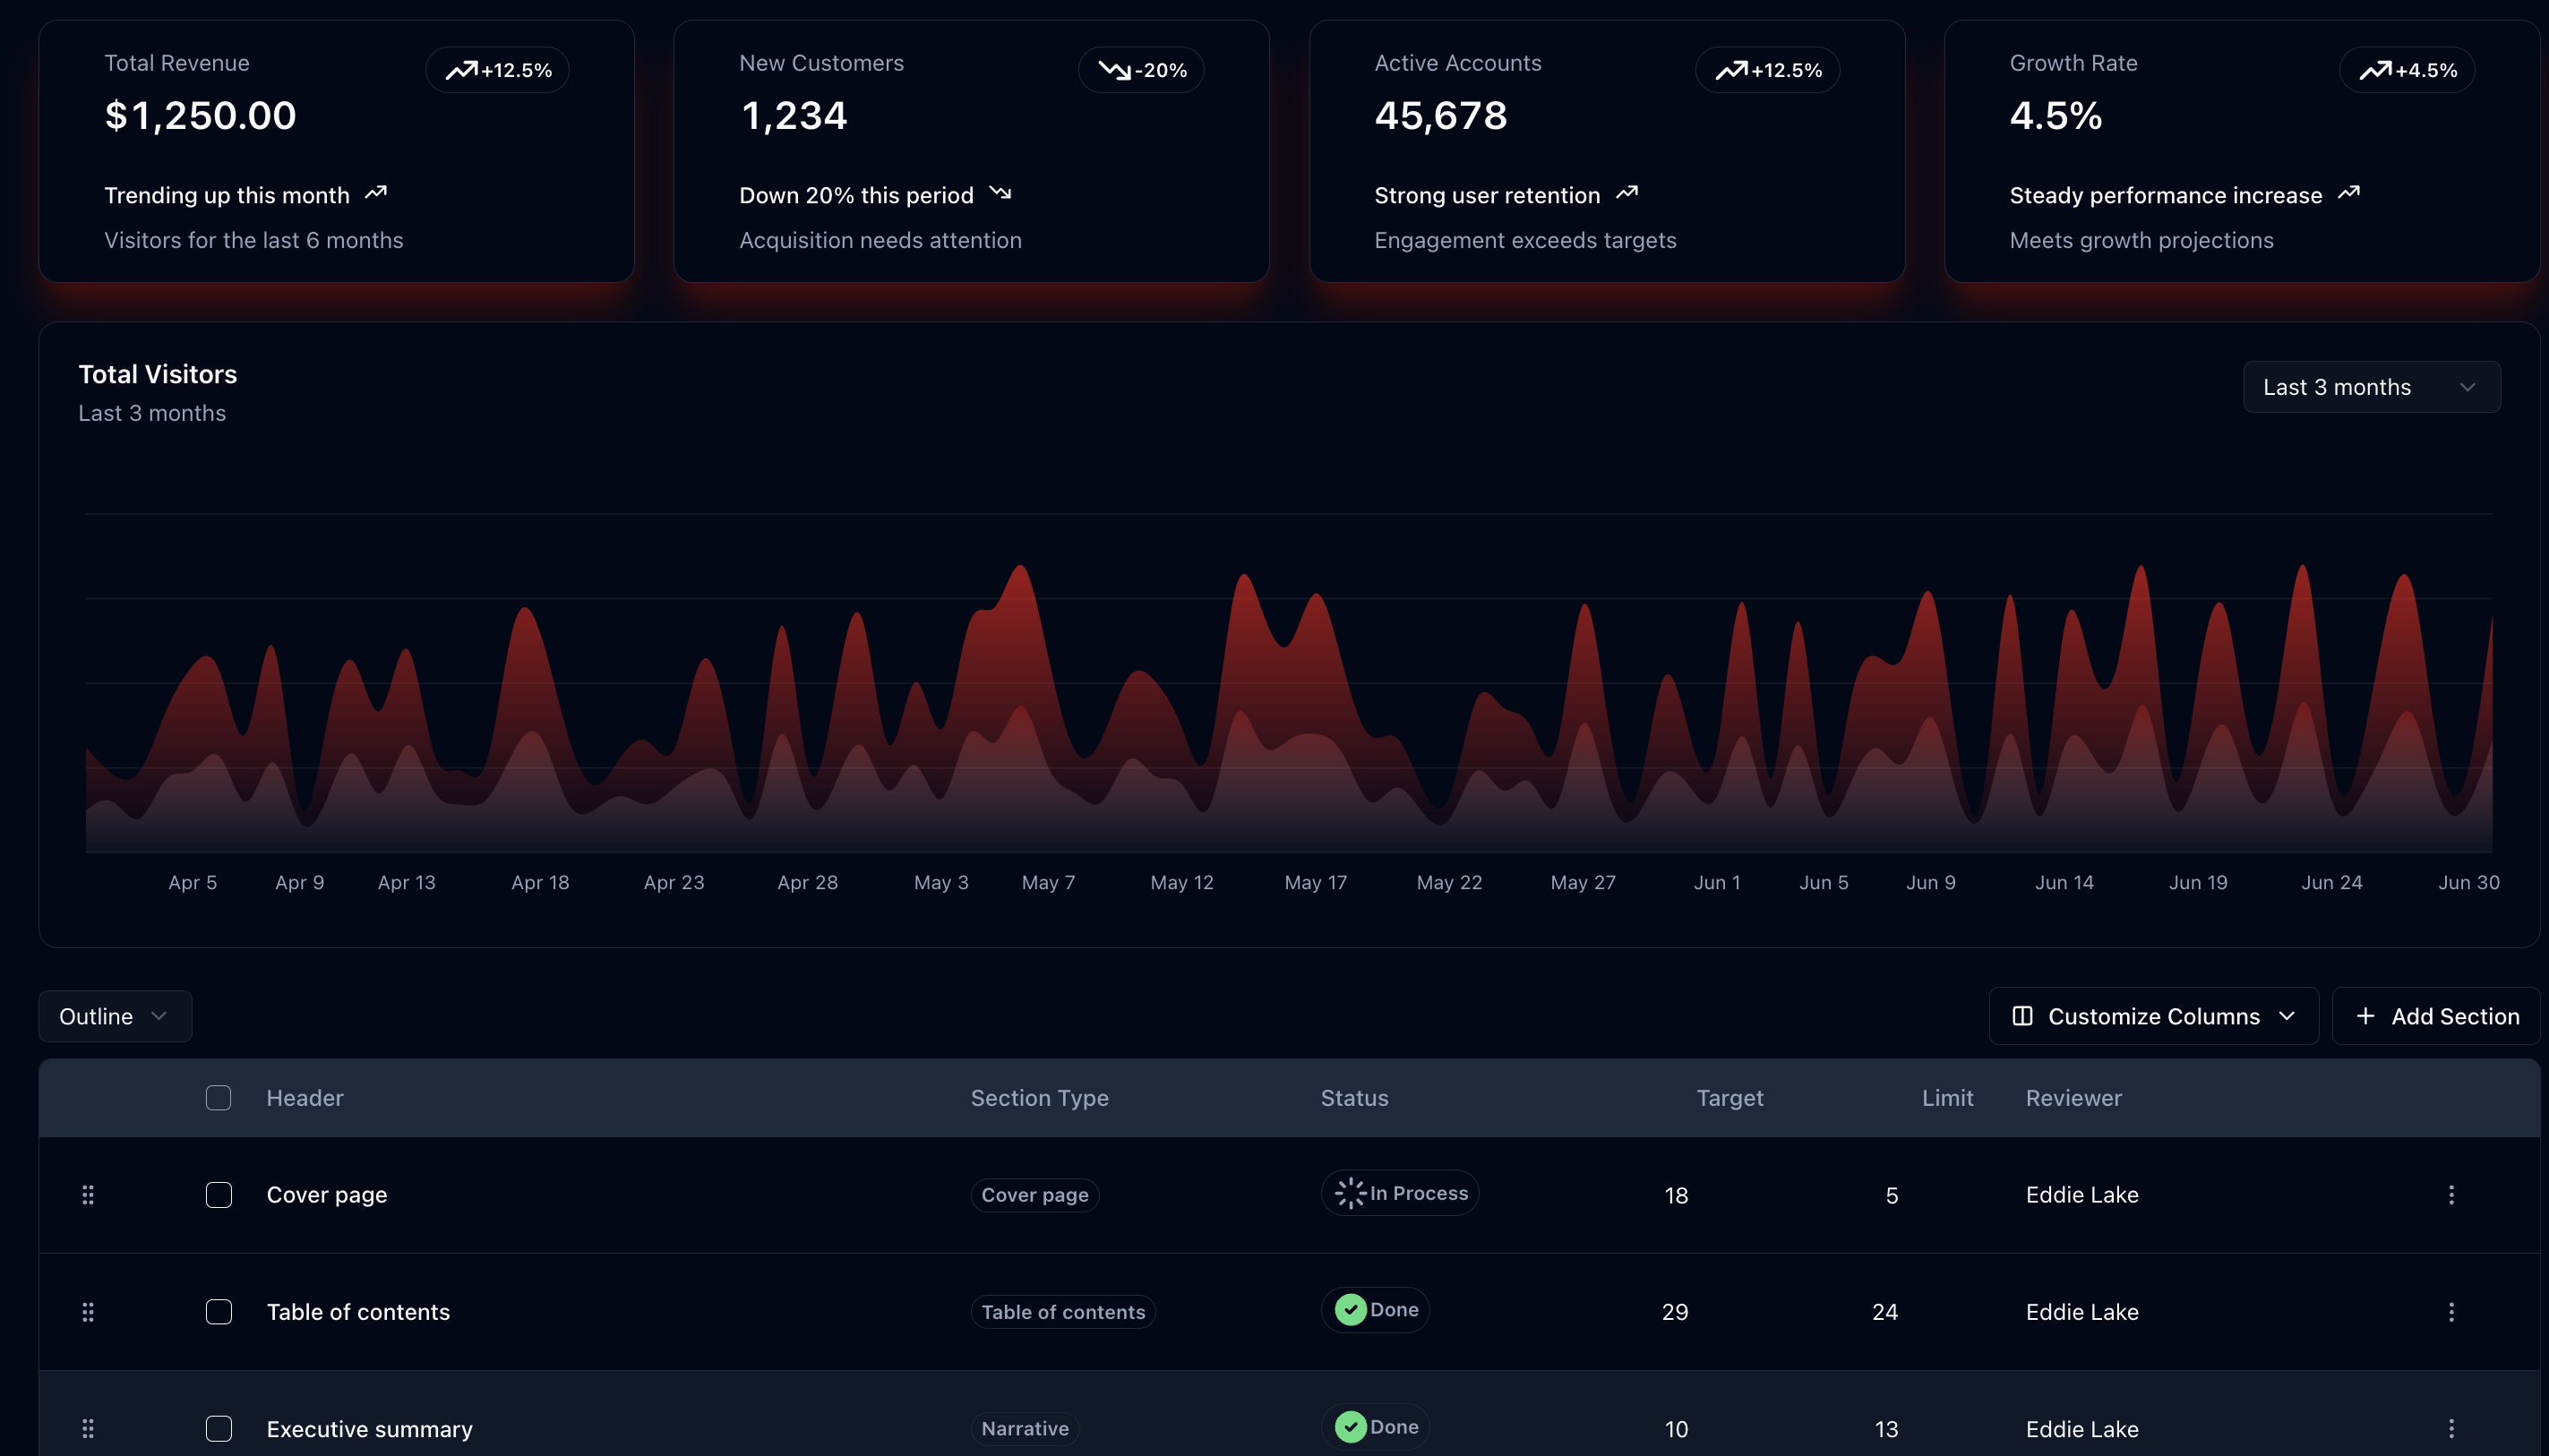 Total Revenue
+12.5%
$1,250.00
Trending up this month
Visitors for the last 6 months
New Customers
-20%
1,234
Down 20% this period
Acquisition needs attention
Active Accounts
+12.5%
45,678
Strong user retention
Engagement exceeds targets
Growth Rate
+4.5%
4.5%
Steady performance increase
Meets growth projections
Total Visitors
Last 3 months
Last 3 months
Apr 5 Apr 9 Apr 13 Apr 18 Apr 23 Apr 28 May 3 May 7 May 12 May 17 May 22 May 27 Jun 1 Jun 5 Jun 9 Jun 14 Jun 19 Jun 24 Jun 30
Outline
Customize Columns
Add Section
Header Section Type Status Target Limit Reviewer
Cover page Cover page In Process 18 5 Eddie Lake
Table of contents Table of contents Done 29 24 Eddie Lake
Executive summary Narrative Done 10 13 Eddie Lake